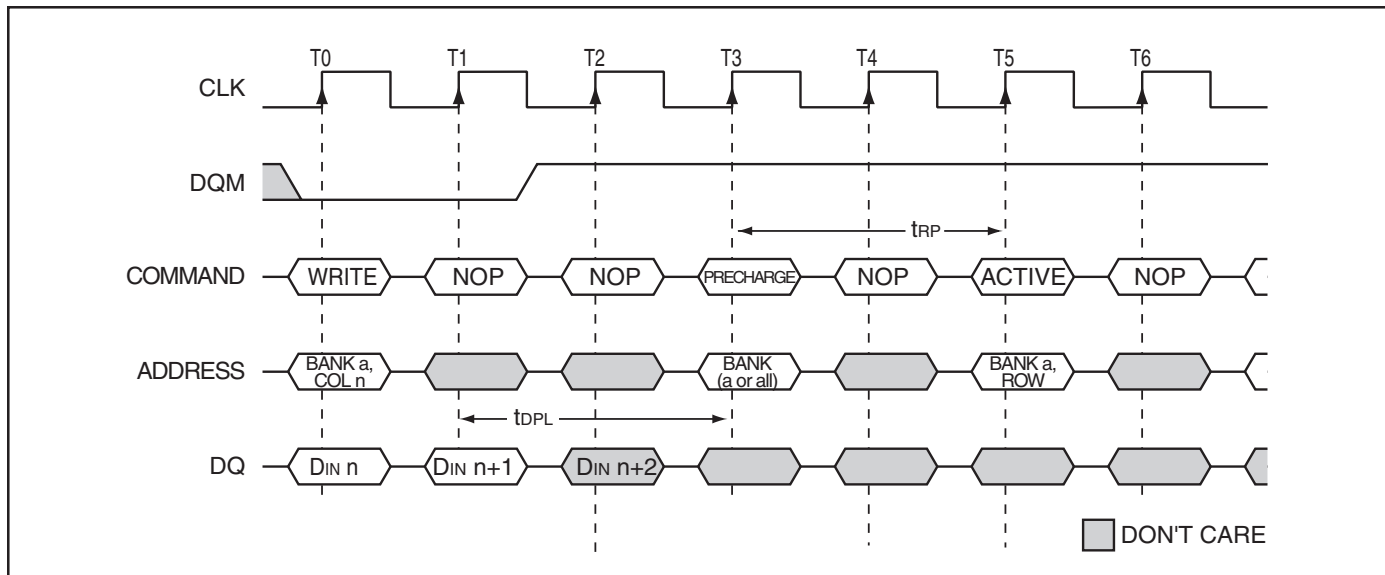 T0 T1 T2 T3 T4 T5 T6
CLK
DQM
tRP
COMMAND WRITE NOP NOP PRECHARGE NOP ACTIVE NOP
ADDRESS
BANK a,
COL n
BANK
(a or all)
BANK a,
ROW
tDPL
DQ DIN n DIN n+1 DIN n+2
DON'T CARE